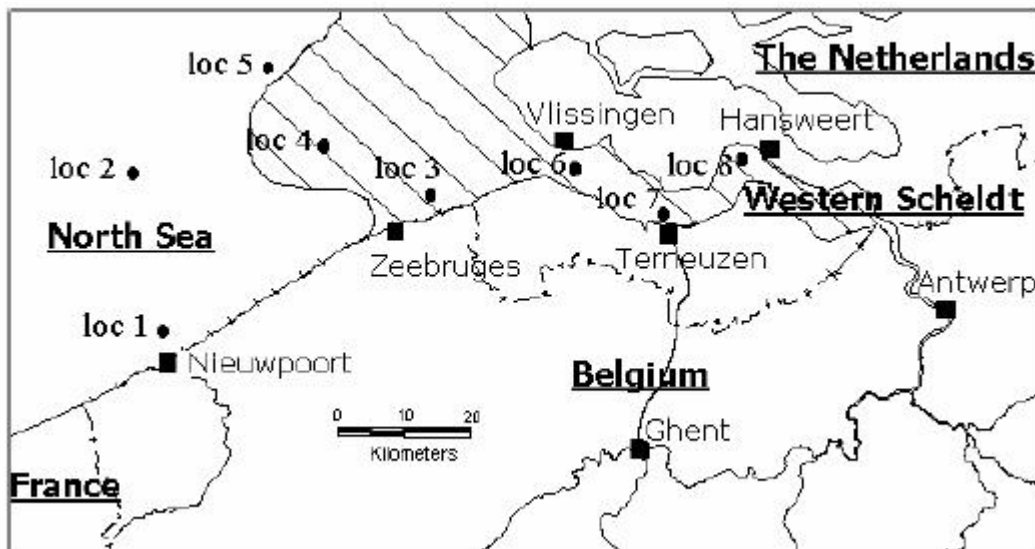 The Netherlands
loc 5
Vlissingen
Hansweert
loc 4
loc 2
loc 3
loc 6
loc 8
loc 7
Western Scheldt
North Sea
Zeebruges
Terneuzen
Antwerp
loc 1
Nieuwpoort
Belgium
0 10 20
Kilometers
Ghent
France